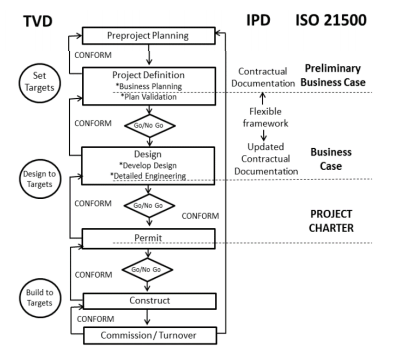 TVD
IPD
ISO 21500
Preproject Planning
CONFORM
Set
Targets
Project Definition
*Business Planning
*Plan Validation
Contractual
Documentation
Preliminary
Business Case
CONFORM
Go/No Go
Flexible
framework
Design
*Develop Design
*Detailed Engineering
Updated
Contractual
Documentation
Business
Case
Design to
Targets
CONFORM
Go/No Go
CONFORM
PROJECT
CHARTER
Permit
CONFORM
Go/No Go
Build to
Targets
Construct
CONFORM
Commission/Turnover